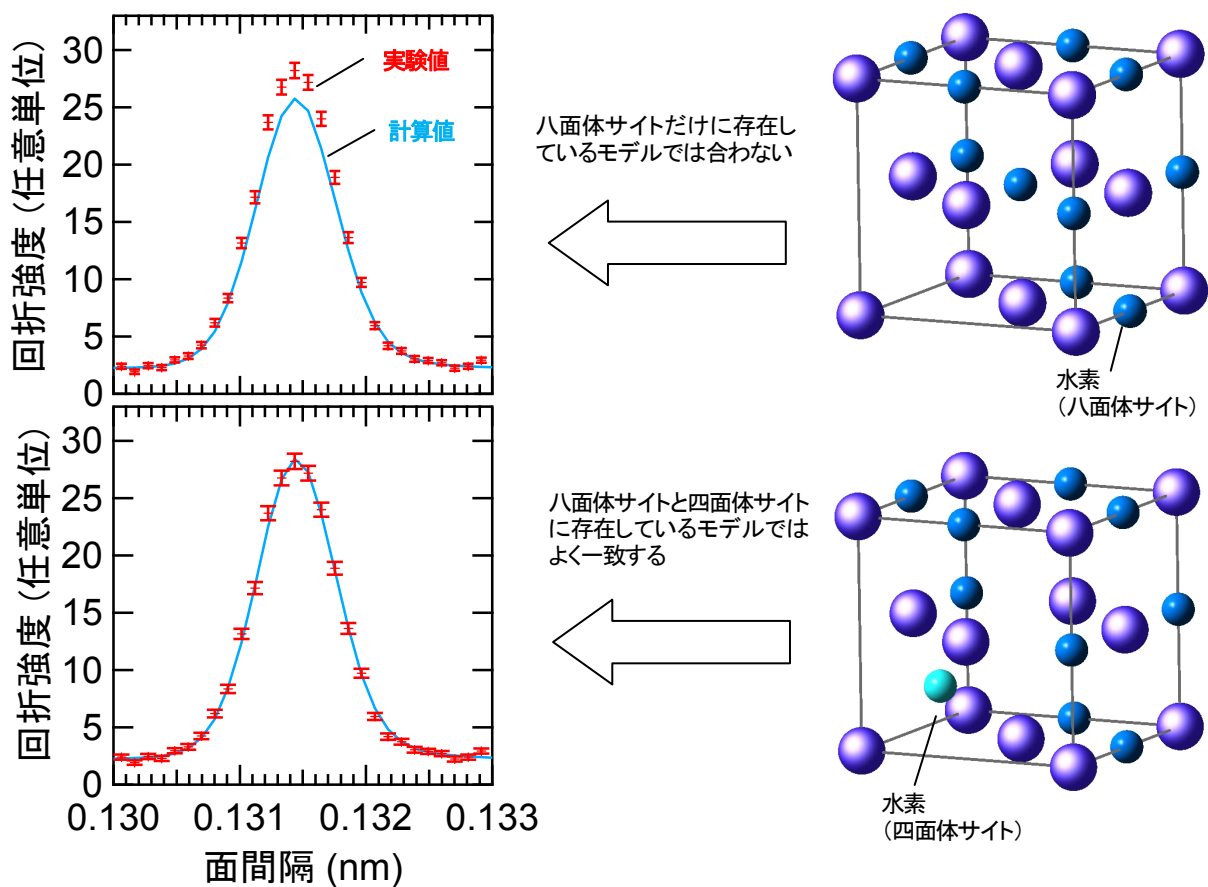 回折強度 (任意単位)
30
25
20
15
10
5
0
実験値
計算値
八面体サイトだけに存在し
ているモデルでは合わない
水素
(八面体サイト)
回折強度 (任意単位)
30
25
20
15
10
5
0
0.130
0.131
0.132
0.133
面間隔 (nm)
八面体サイトと四面体サイト
に存在しているモデルでは
よく一致する
水素
(四面体サイト)